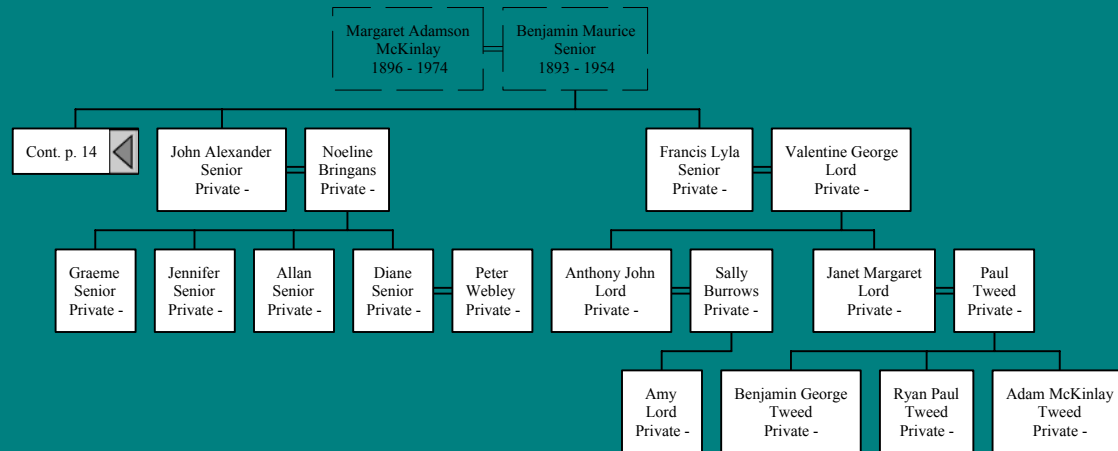 Margaret Adamson
McKinlay
1896 - 1974
Benjamin Maurice
Senior
1893 - 1954
Cont. p. 14
John Alexander
Senior
Private -
Noeline
Bringans
Private -
Francis Lyla
Senior
Private -
Valentine George
Lord
Private -
Graeme
Senior
Private -
Jennifer
Senior
Private -
Allan
Senior
Private -
Diane
Senior
Private -
Peter
Webley
Private -
Anthony John
Lord
Private -
Sally
Burrows
Private -
Janet Margaret
Lord
Private -
Paul
Tweed
Private -
Amy
Lord
Private -
Benjamin George
Tweed
Private -
Ryan Paul
Tweed
Private -
Adam McKinlay
Tweed
Private -